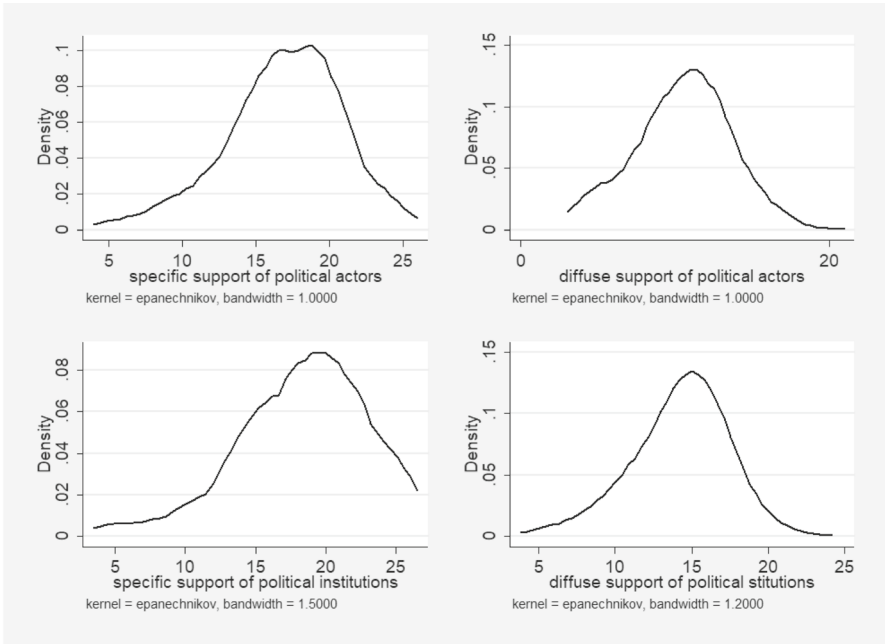 Density
0 .02 .04 .06 .08 .1
5 10 15 20 25
specific support of political actors
kernel = epanechnikov, bandwidth = 1.0000
Density
0 .05 .1 .15
0 20
diffuse support of political actors
kernel = epanechnikov, bandwidth = 1.0000
Density
0 .02 .04 .06 .08
5 10 15 20 25
specific support of political institutions
kernel = epanechnikov, bandwidth = 1.5000
Density
0 .05 .1 .15
5 10 15 20 25
diffuse support of political stitutions
kernel = epanechnikov, bandwidth = 1.2000